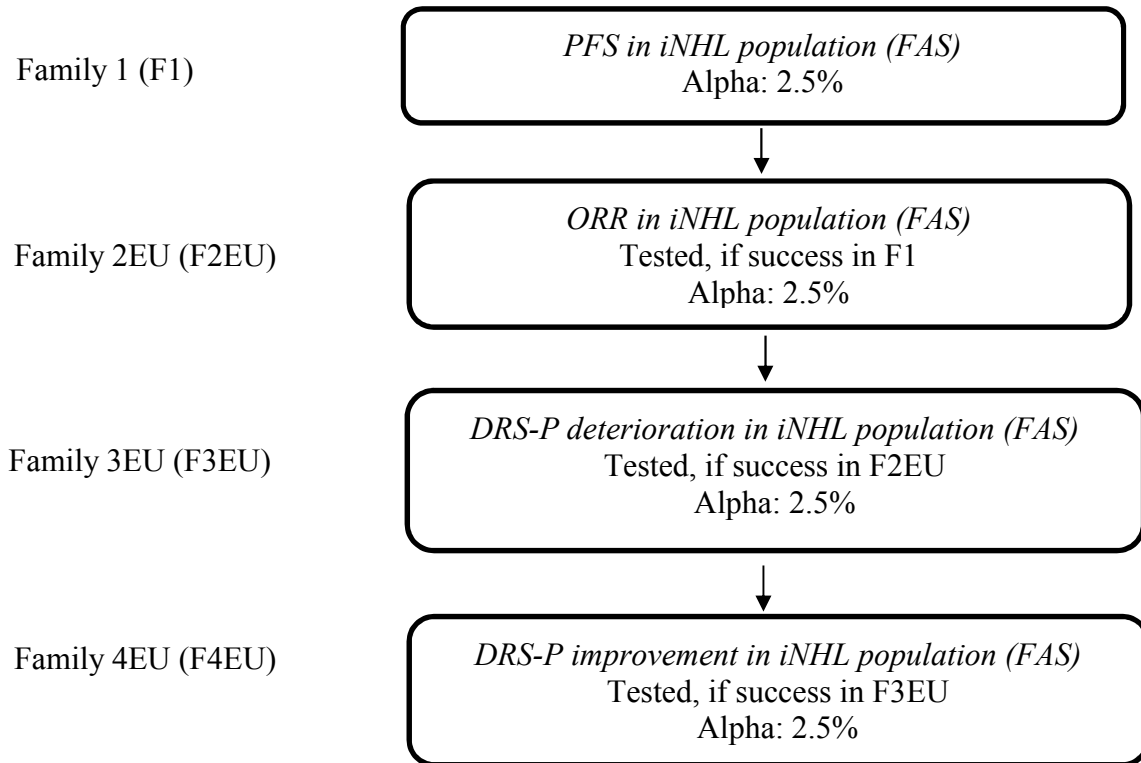 Family 1 (F1)
PFS in iNHL population (FAS)
Alpha: 2.5%
Family 2EU (F2EU)
ORR in iNHL population (FAS)
Tested, if success in F1
Alpha: 2.5%
Family 3EU (F3EU)
DRS-P deterioration in iNHL population (FAS)
Tested, if success in F2EU
Alpha: 2.5%
Family 4EU (F4EU)
DRS-P improvement in iNHL population (FAS)
Tested, if success in F3EU
Alpha: 2.5%